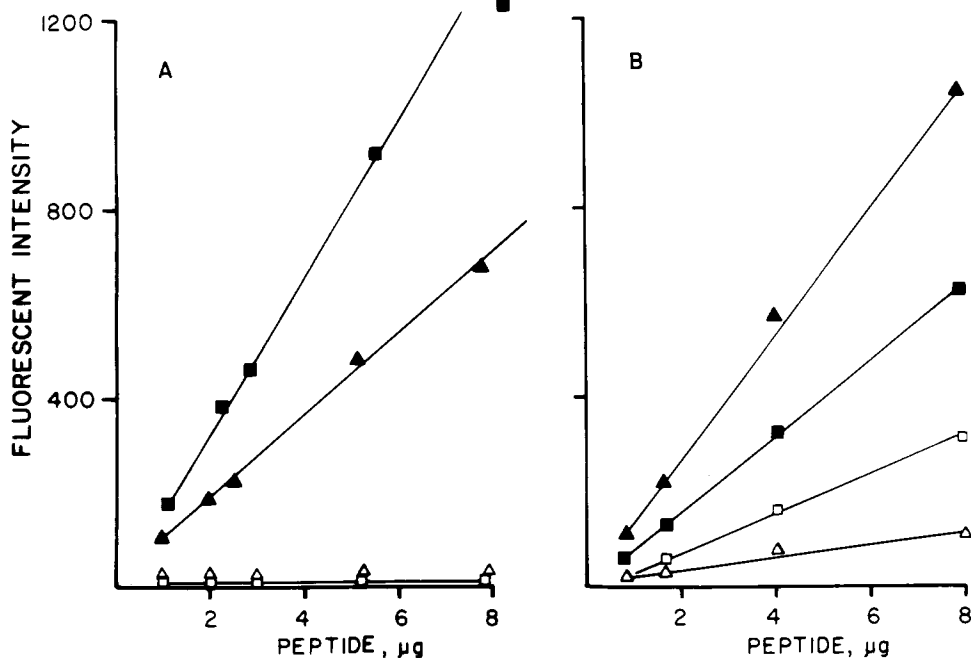 A
B
1200
800
400
FLUORESCENT INTENSITY
2 4 6 8
PEPTIDE, µg
2 4 6 8
PEPTIDE, µg